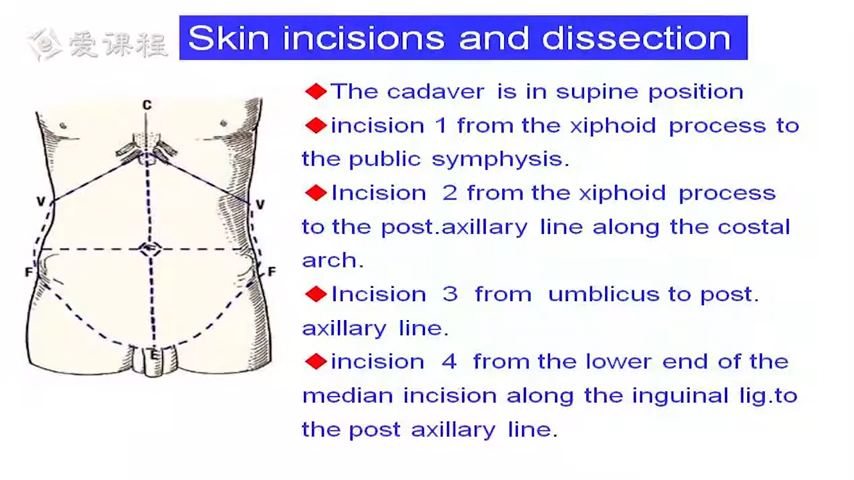 爱课程
Skin incisions and dissection
The cadaver is in supine position
incision 1 from the xiphoid process to
the public symphysis.
Incision 2 from the xiphoid process
to the post.axillary line along the costal
arch.
Incision 3 from umblicus to post.
axillary line.
incision 4 from the lower end of the
median incision along the inguinal lig.to
the post axillary line.
C
V V
F F
E